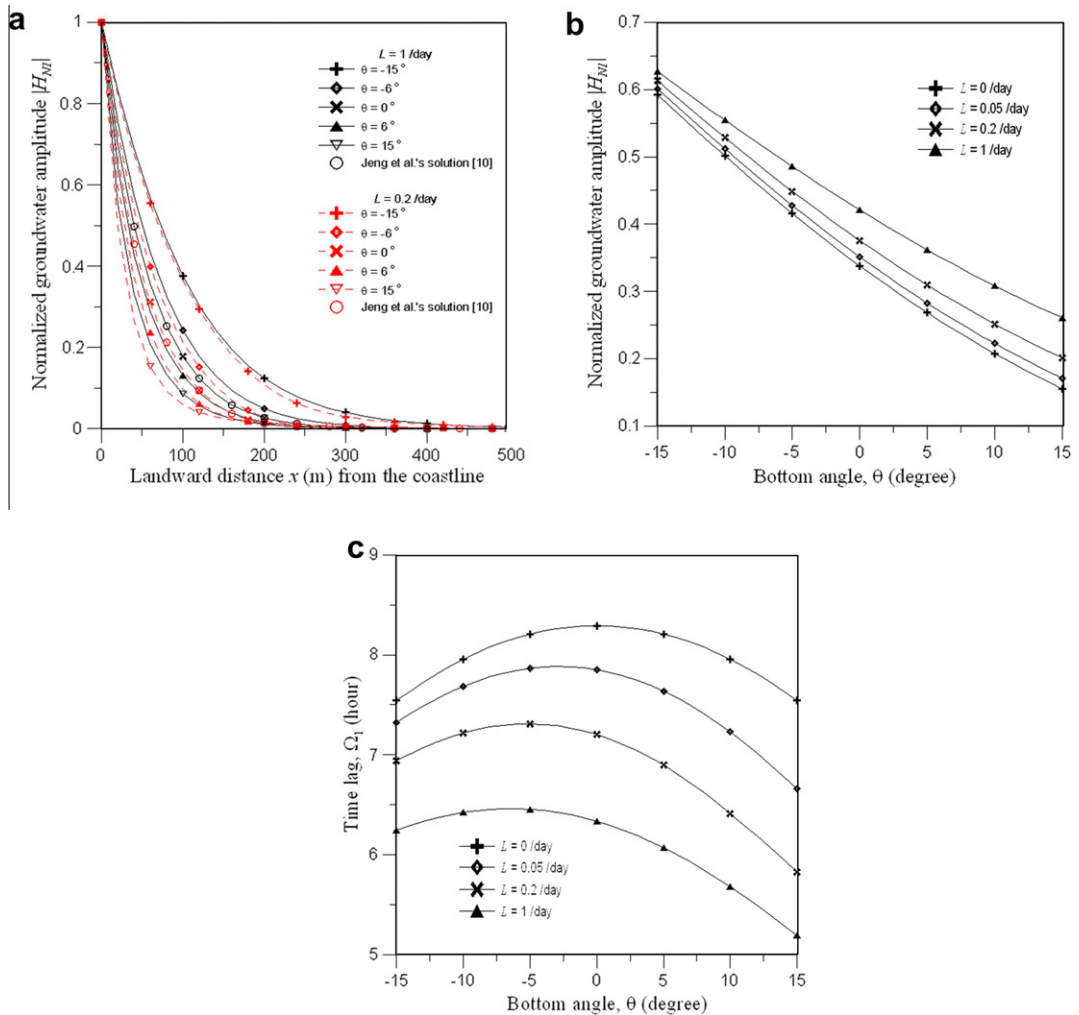 a
Normalized groundwater amplitude |H_N1|
1
0.8
0.6
0.4
0.2
0
L = 1 /day
θ = -15°
θ = -6°
θ = 0°
θ = 6°
θ = 15°
Jeng et al.'s solution [10]
L = 0.2 /day
θ = -15°
θ = -6°
θ = 0°
θ = 6°
θ = 15°
Jeng et al.'s solution [10]
0 100 200 300 400 500
Landward distance x (m) from the coastline
b
Normalized groundwater amplitude |H_N1|
0.7
0.6
0.5
0.4
0.3
0.2
0.1
L = 0 /day
L = 0.05 /day
L = 0.2 /day
L = 1 /day
-15 -10 -5 0 5 10 15
Bottom angle, θ (degree)
c
Time lag, Ω₁ (hour)
9
8
7
6
5
L = 0 /day
L = 0.05 /day
L = 0.2 /day
L = 1 /day
-15 -10 -5 0 5 10 15
Bottom angle, θ (degree)